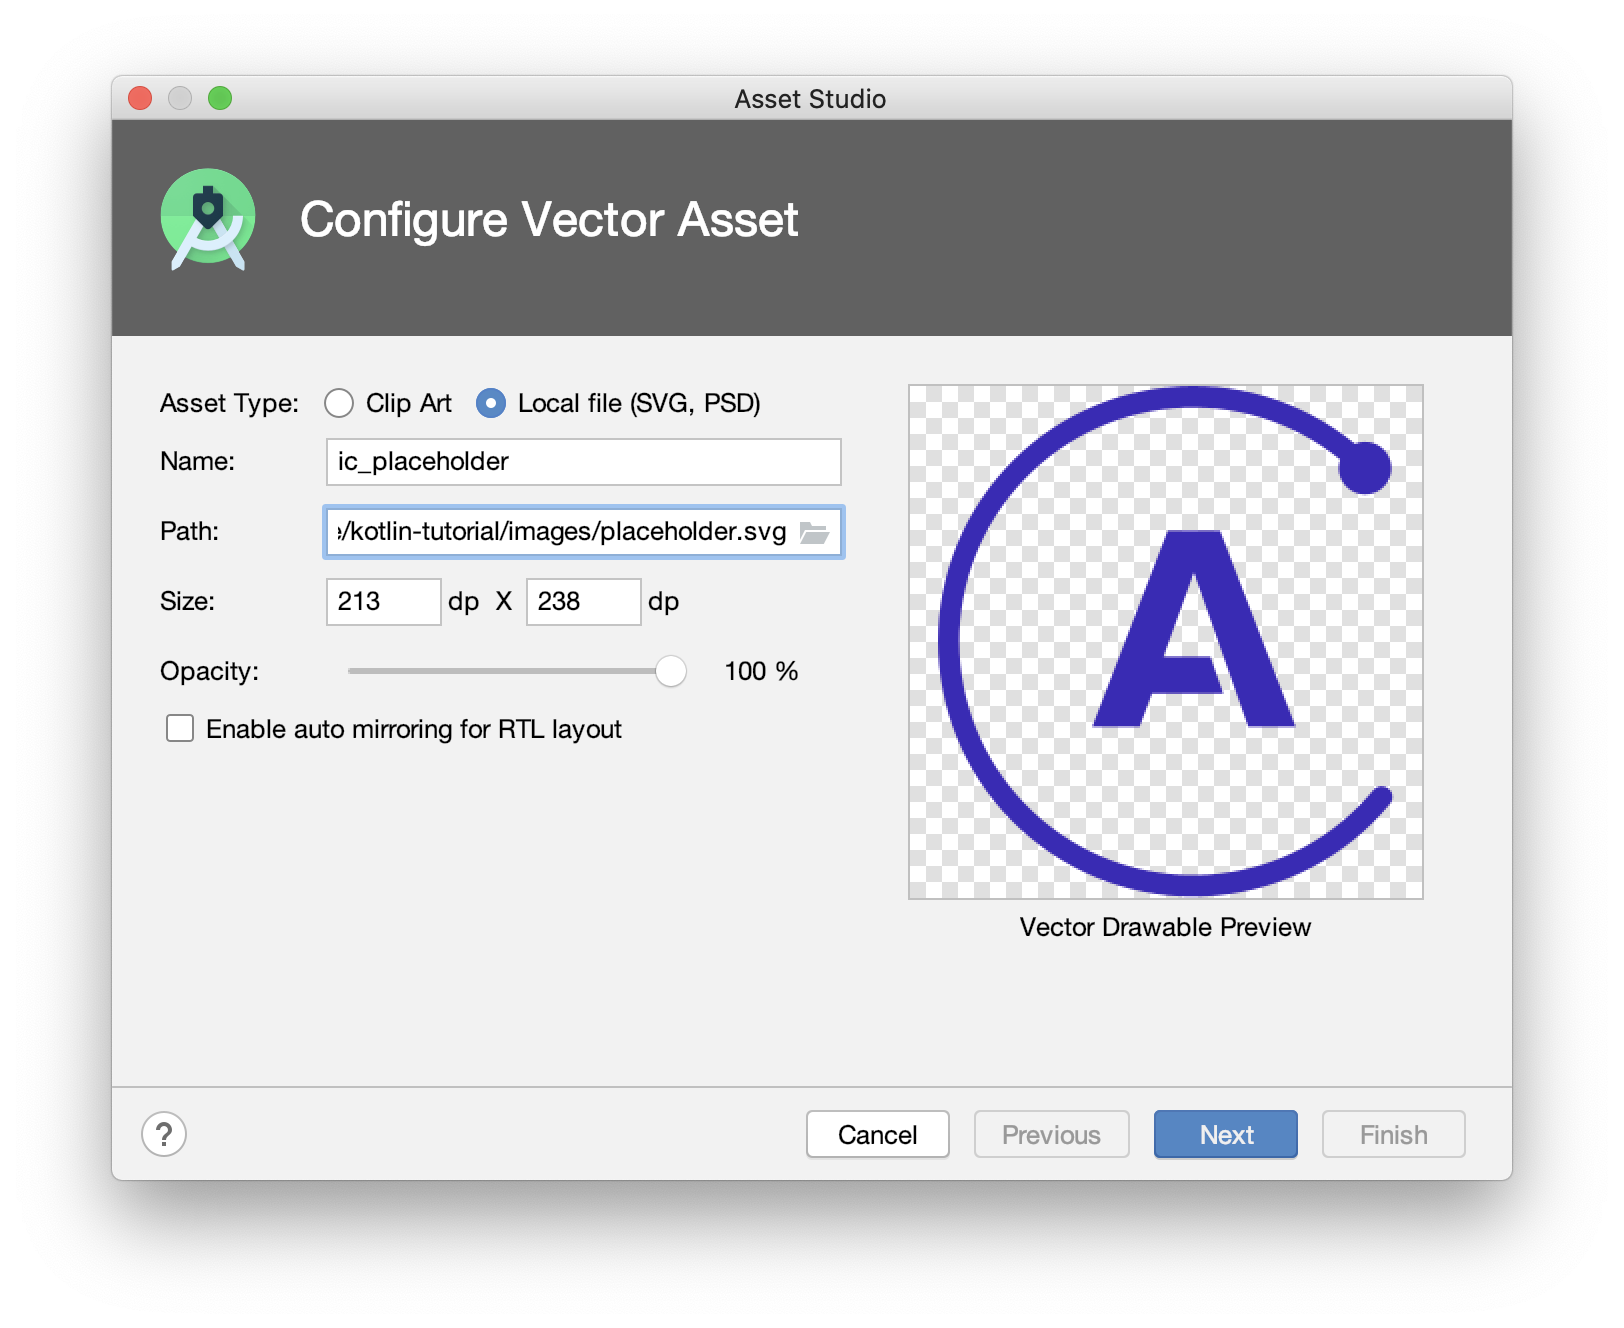 Asset Studio
Configure Vector Asset
Asset Type: Clip Art Local file (SVG, PSD)
Name: ic_placeholder
Path: /kotlin-tutorial/images/placeholder.svg
Size: 213 dp X 238 dp
Opacity: 100 %
Enable auto mirroring for RTL layout
A
Vector Drawable Preview
? Cancel Previous Next Finish